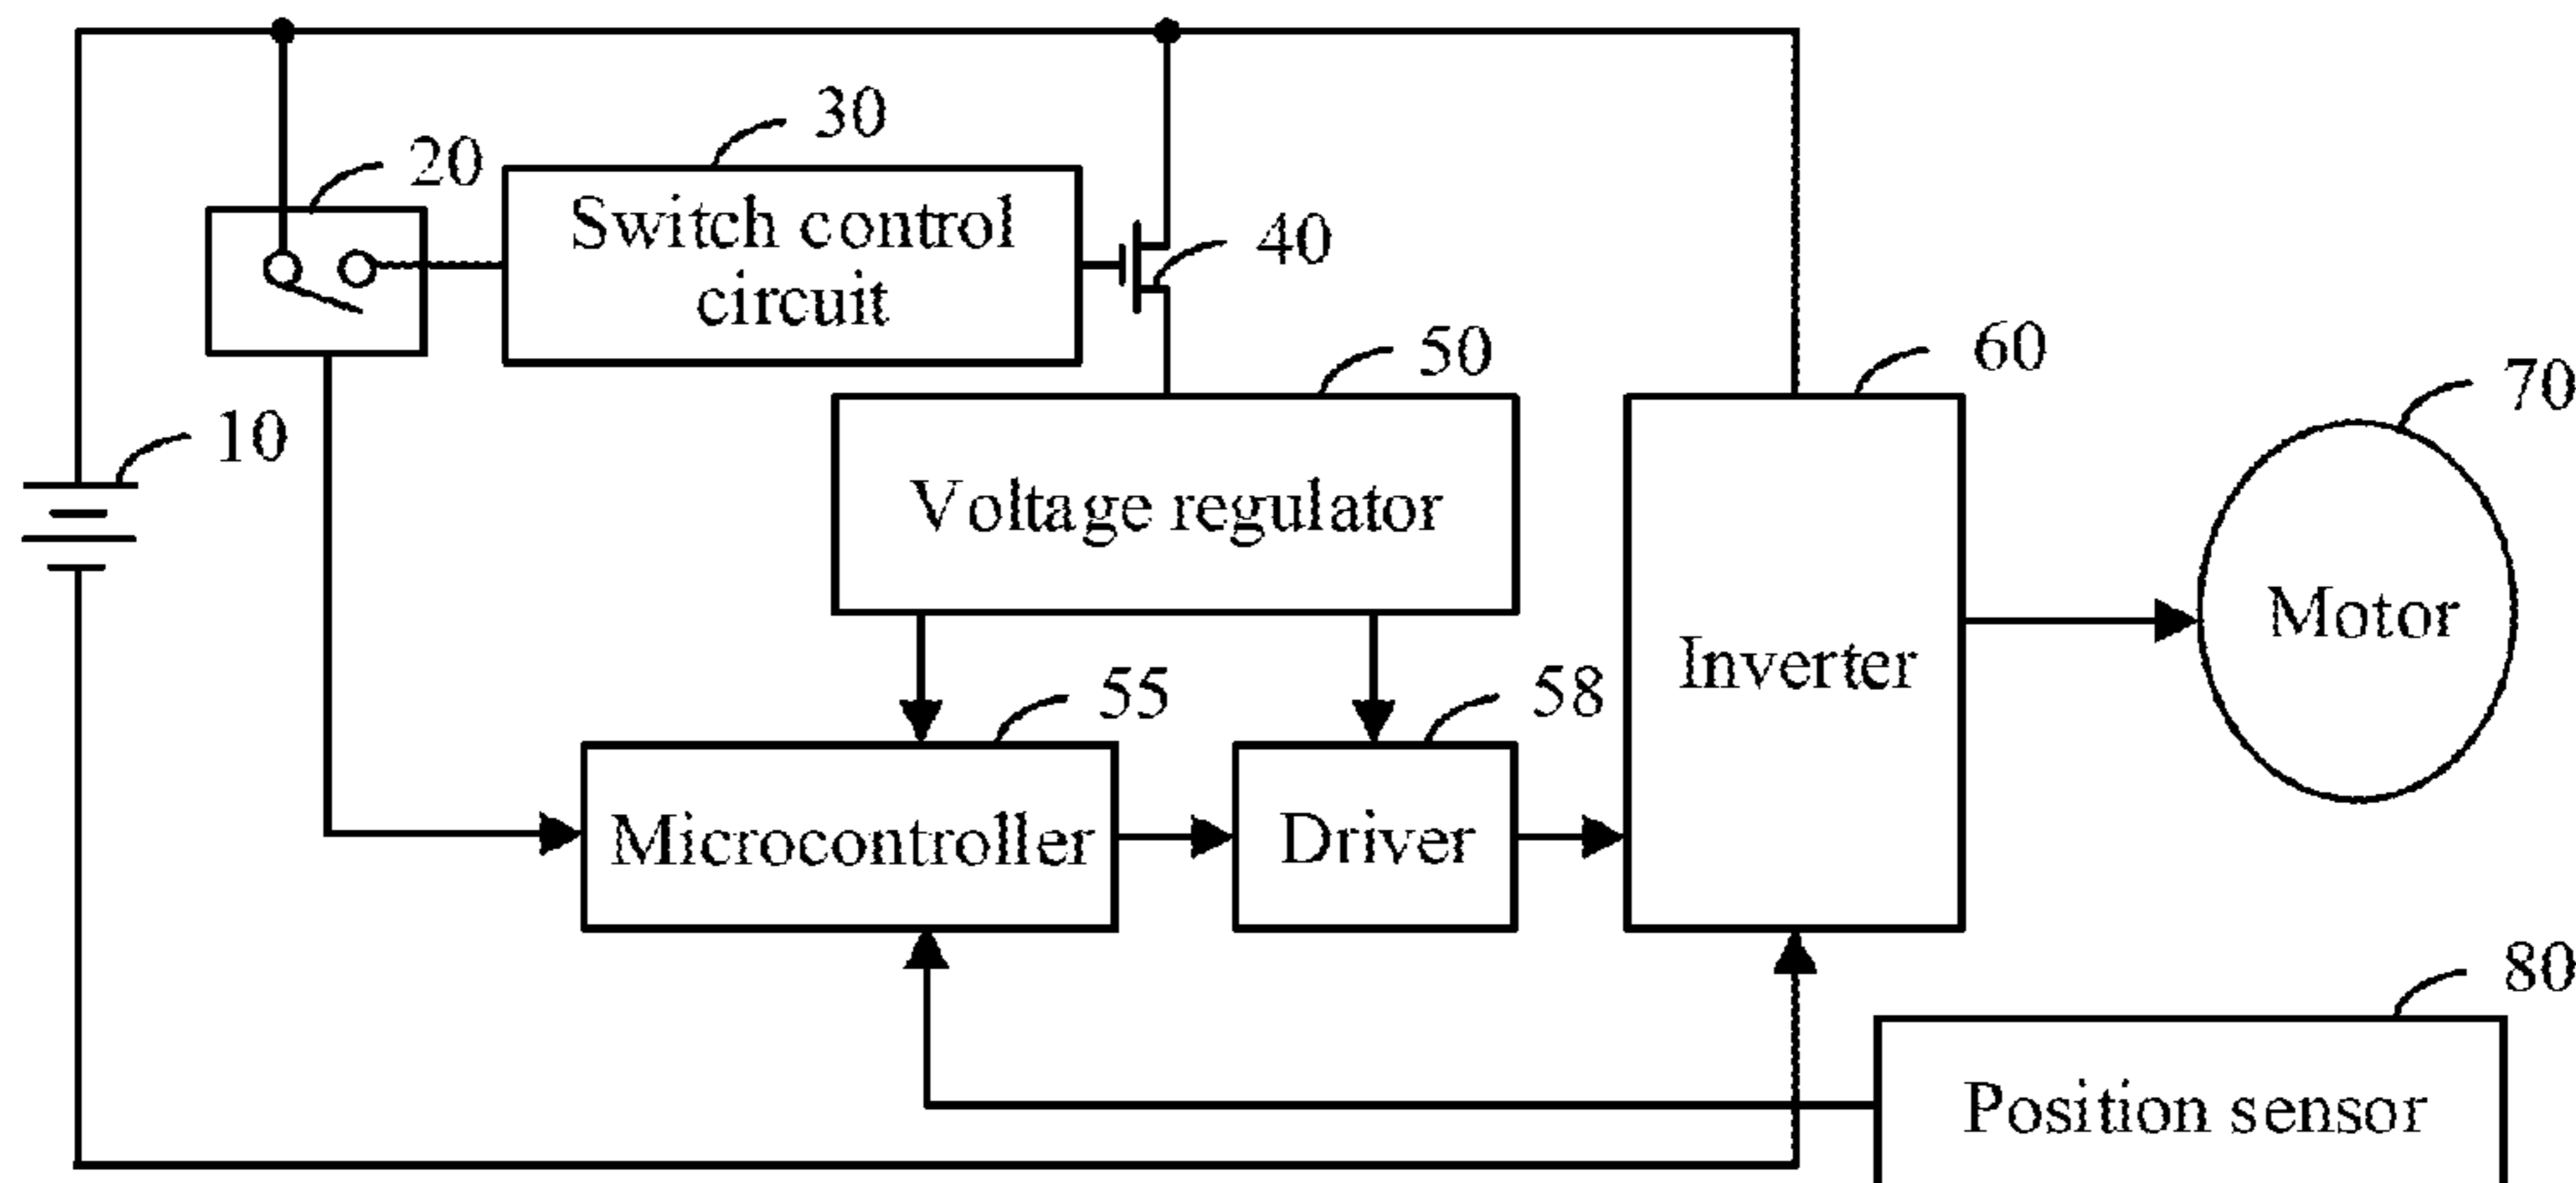 30
20
Switch control
circuit
40
50
60
70
10
Voltage regulator
Motor
Inverter
55
58
Microcontroller
Driver
80
Position sensor